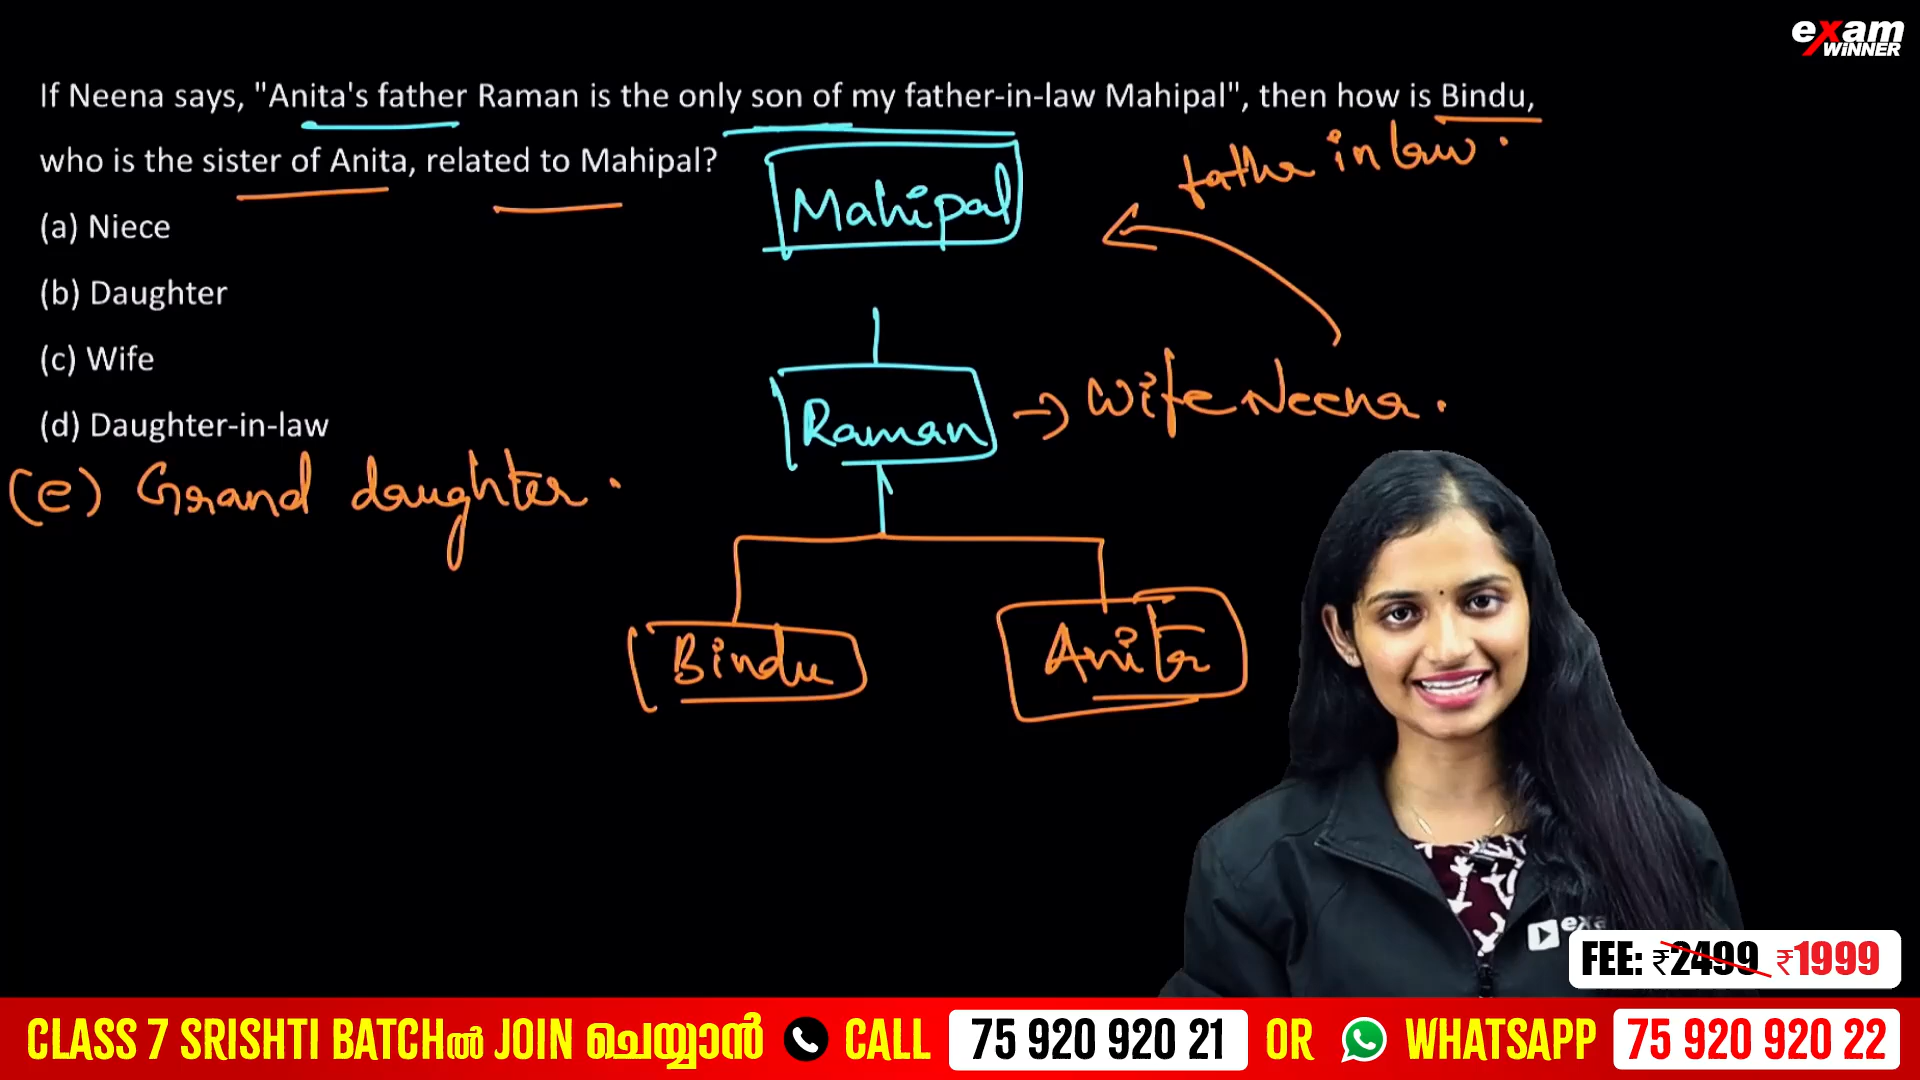 exam
WINNER
If Neena says, "Anita's father Raman is the only son of my father-in-law Mahipal", then how is Bindu,
who is the sister of Anita, related to Mahipal?
father in law.
Mahipal
(a) Niece
(b) Daughter
(c) Wife
(d) Daughter-in-law
Raman → Wife Neena.
(e) Grand daughter.
Bindu
Anita
exa
FEE: ₹2499 ₹1999
CLASS 7 SRISHTI BATCHൽ JOIN ചെയ്യാൻ CALL 75 920 920 21 OR WHATSAPP 75 920 920 22